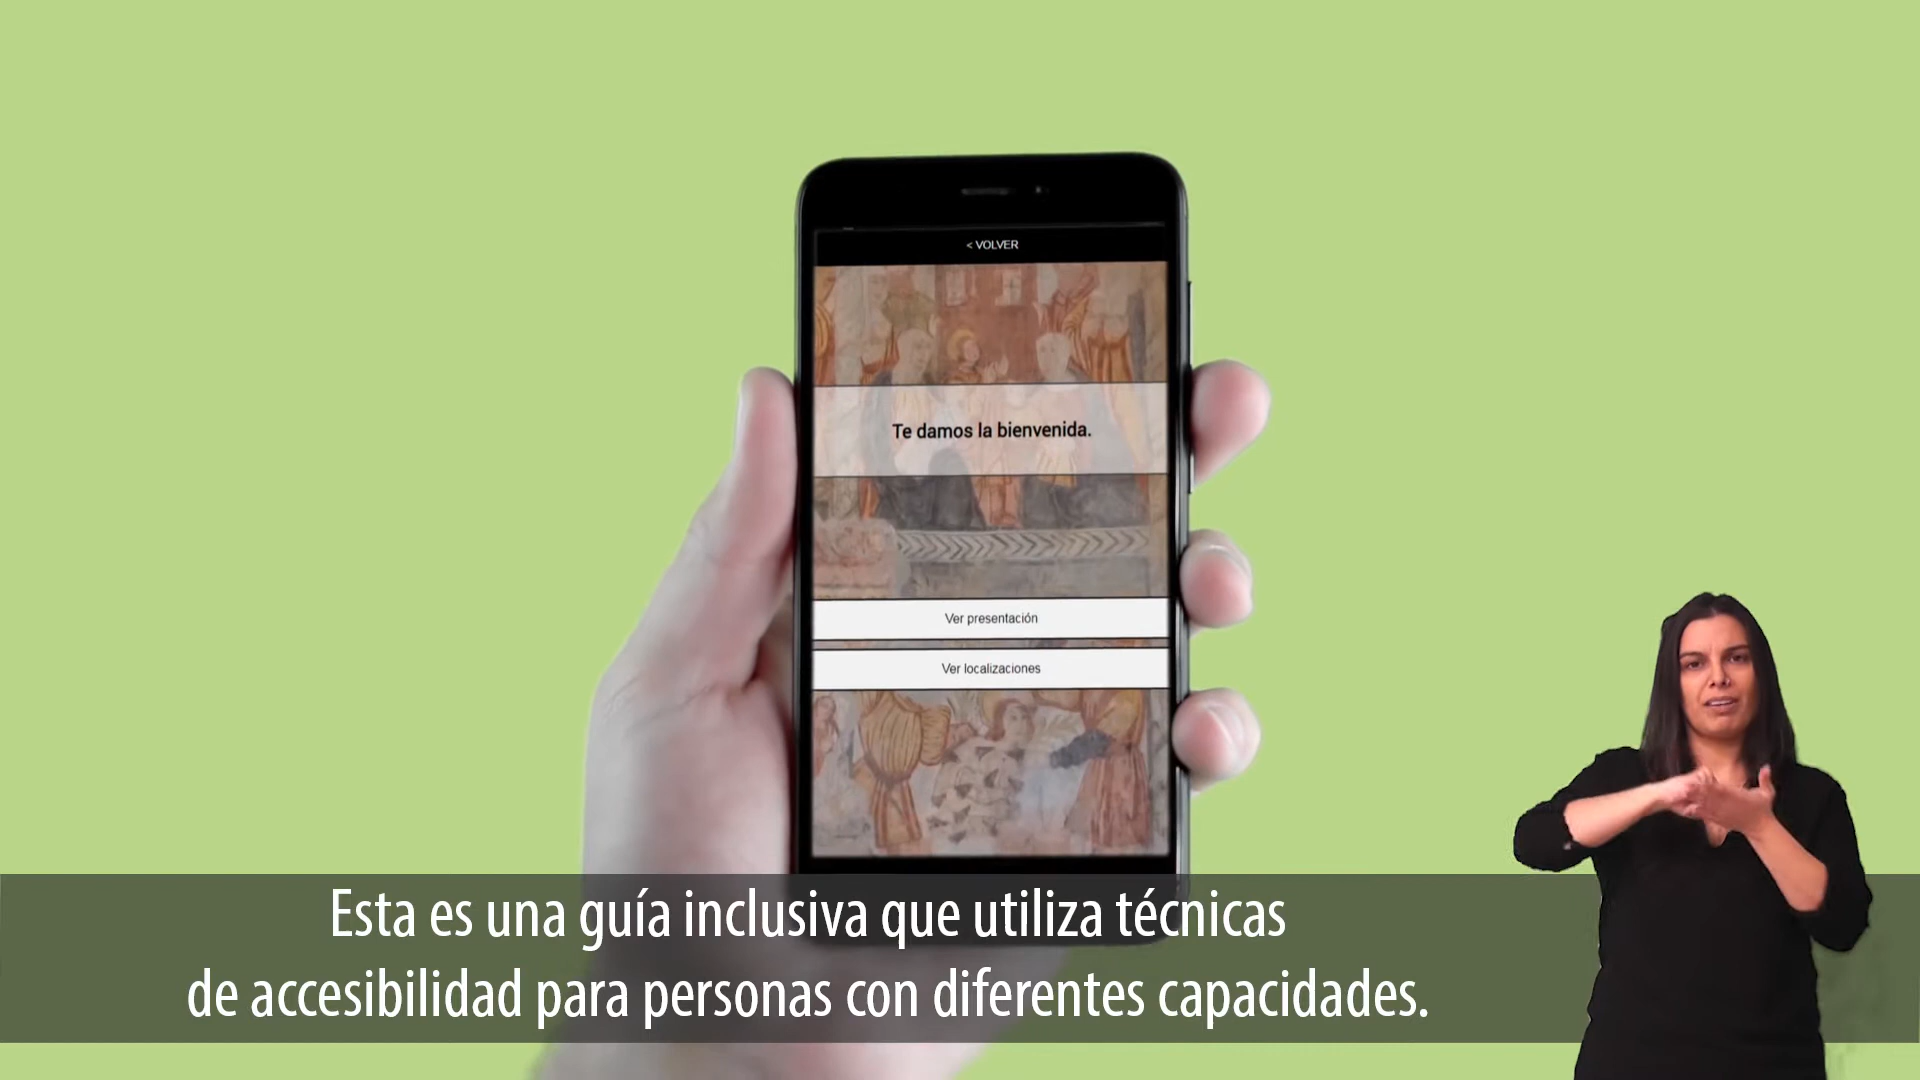 < VOLVER
Te damos la bienvenida.
Ver presentación
Ver localizaciones
Esta es una guía inclusiva que utiliza técnicas
de accesibilidad para personas con diferentes capacidades.